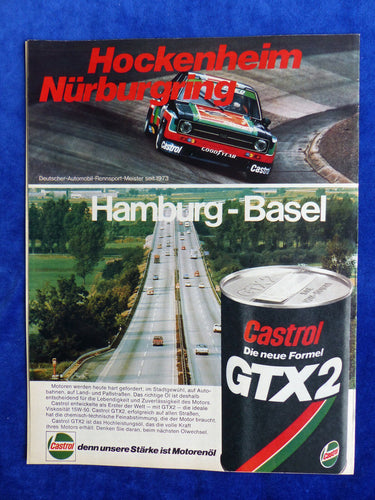 Hockenheim
Nürburgring
Castrol
GOODYEAR
Castrol
Deutscher-Automobil-Rennsport-Meister seit 1973
Hamburg-Basel
GTX2
Castrol
Die neue Formel
GTX2
Castrol
Motoren werden heute hart gefordert; im Stadtgewühl, auf Auto-
bahnen, auf Land- und Paßstraßen. Das richtige Öl ist deshalb
entscheidend für die Lebendigkeit und Zuverlässigkeit des Motors.
Castrol entwickelte als Erster der Welt – mit GTX2 – die ideale
Viskosität 15W-50. Castrol GTX2, erfolgreich auf allen Straßen,
hat die chemisch-technische Feinabstimmung, die der Motor braucht.
Castrol GTX2 ist das Hochleistungsöl, das die volle Kraft
Ihres Motors erhält. Denken Sie daran, beim nächsten Ölwechsel.
Castrol
denn unsere Stärke ist Motorenöl